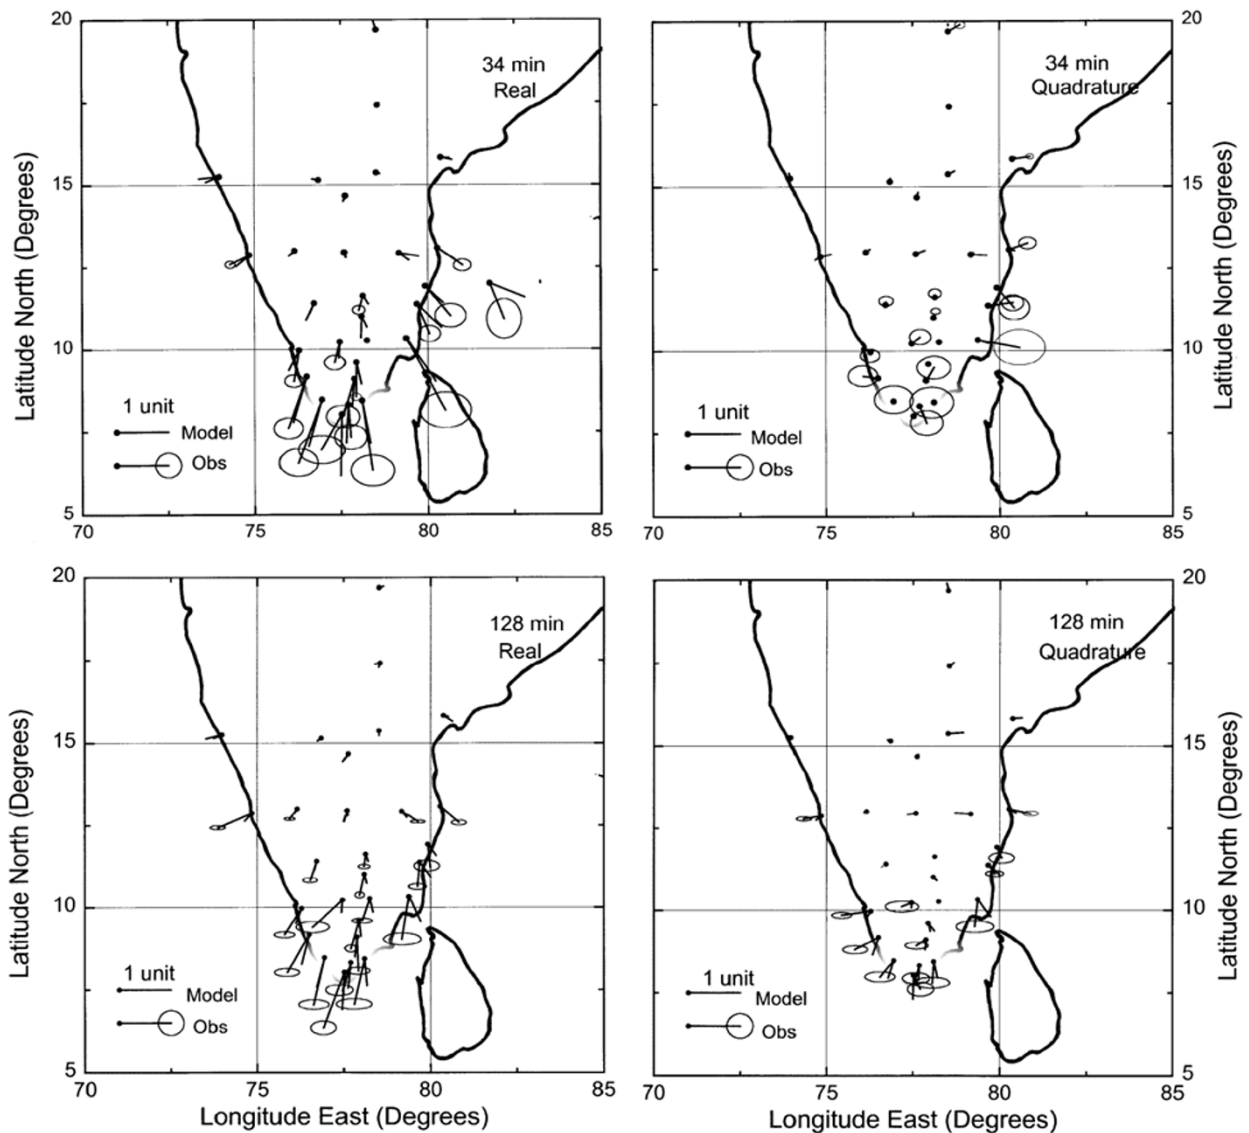 20
34 min
Real
15
Latitude North (Degrees)
10
1 unit
Model
Obs
5
70
75
80
85
20
34 min
Quadrature
15
Latitude North (Degrees)
10
1 unit
Model
Obs
5
70
75
80
85
20
128 min
Real
15
Latitude North (Degrees)
10
1 unit
Model
Obs
5
70
75
80
85
Longitude East (Degrees)
20
128 min
Quadrature
15
Latitude North (Degrees)
10
1 unit
Model
Obs
5
70
75
80
85
Longitude East (Degrees)